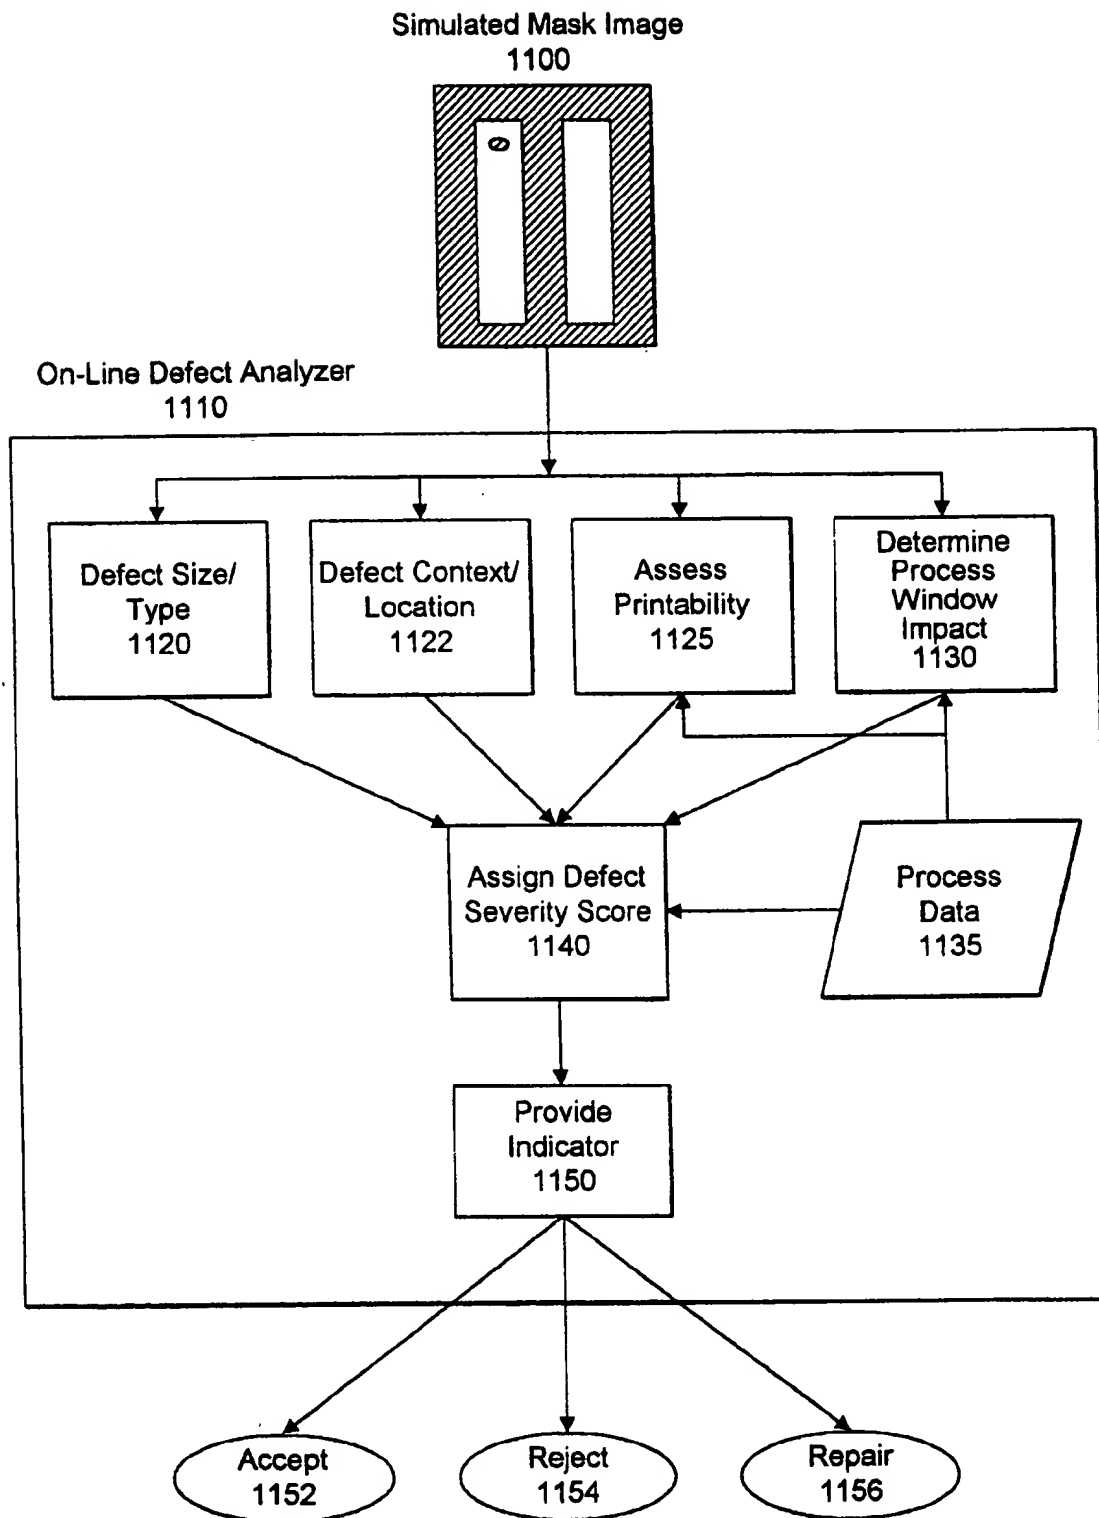 Simulated Mask Image
1100
On-Line Defect Analyzer
1110
Defect Size/
Type
1120
Defect Context/
Location
1122
Assess
Printability
1125
Determine
Process
Window
Impact
1130
Assign Defect
Severity Score
1140
Process
Data
1135
Provide
Indicator
1150
Accept
1152
Reject
1154
Repair
1156